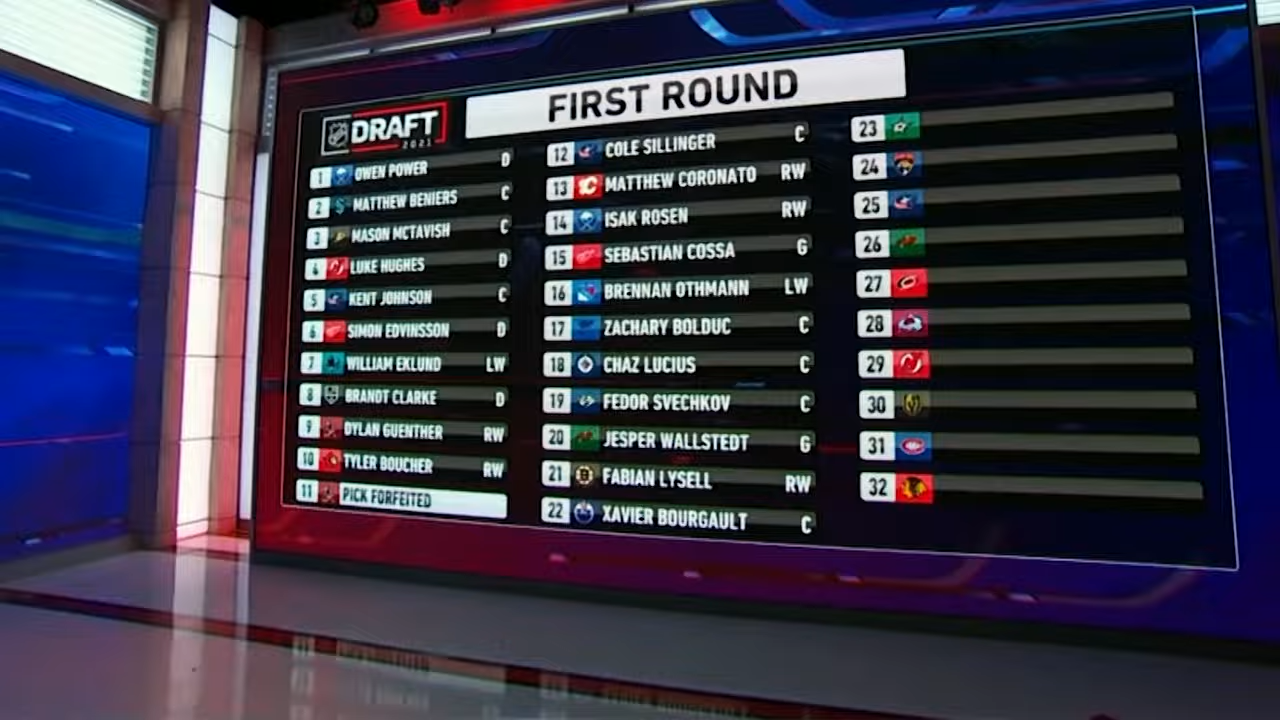 FIRST ROUND
NHL DRAFT
2021
1 OWEN POWER D
2 MATTHEW BENIERS C
3 MASON MCTAVISH C
4 LUKE HUGHES D
5 KENT JOHNSON C
6 SIMON EDVINSSON D
7 WILLIAM EKLUND LW
8 BRANDT CLARKE D
9 DYLAN GUENTHER RW
10 TYLER BOUCHER RW
11 PICK FORFEITED
12 COLE SILLINGER C
13 MATTHEW CORONATO RW
14 ISAK ROSEN RW
15 SEBASTIAN COSSA G
16 BRENNAN OTHMANN LW
17 ZACHARY BOLDUC C
18 CHAZ LUCIUS C
19 FEDOR SVECHKOV C
20 JESPER WALLSTEDT G
21 FABIAN LYSELL RW
22 XAVIER BOURGAULT C
23
24
25
26
27
28
29
30
31
32